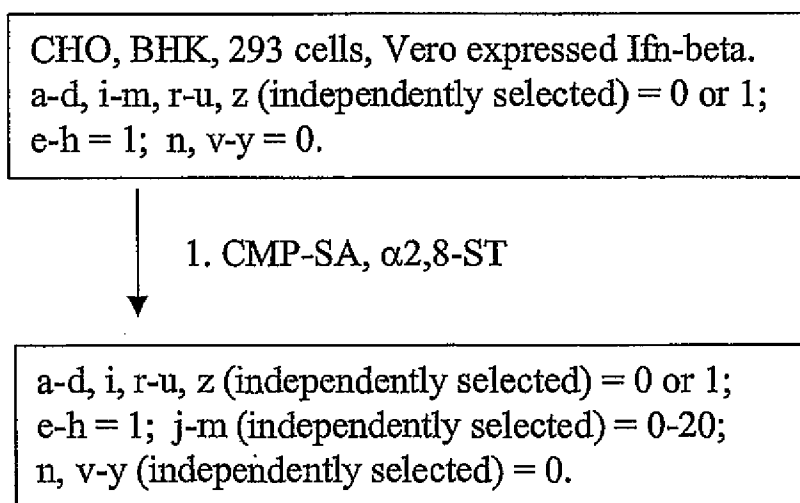 CHO, BHK, 293 cells, Vero expressed Ifn-beta.
a-d, i-m, r-u, z (independently selected) = 0 or 1;
e-h = 1; n, v-y = 0.
1. CMP-SA, α2,8-ST
a-d, i, r-u, z (independently selected) = 0 or 1;
e-h = 1; j-m (independently selected) = 0-20;
n, v-y (independently selected) = 0.